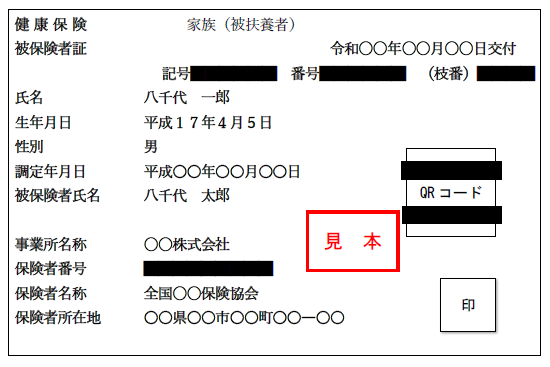 健康保険　家族（被扶養者）
被保険者証　令和〇〇年〇〇月〇〇日交付
記号　番号　（枝番）
氏名　八千代　一郎
生年月日　平成１７年４月５日
性別　男
調定年月日　平成〇〇年〇〇月〇〇日
被保険者氏名　八千代　太郎
QRコード
見　本
事業所名称　〇〇株式会社
保険者番号
保険者名称　全国〇〇保険協会
保険者所在地　〇〇県〇〇市〇〇町〇〇ー〇〇
印